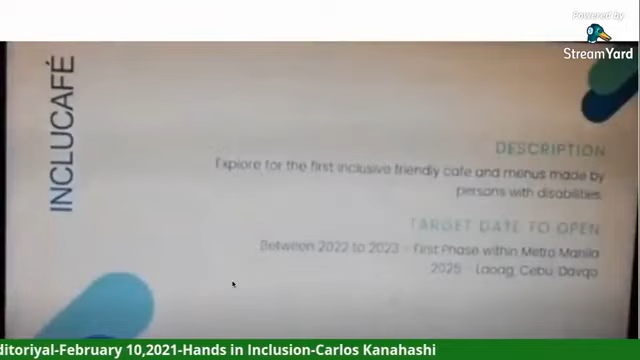 Powered by
StreamYard
INCLUCAFÉ
DESCRIPTION
Explore for the first inclusive friendly cafe and menus made by
persons with disabilities.
TARGET DATE TO OPEN
Between 2022 to 2023 - First Phase within Metro Manila
2025 - Laoag, Cebu, Davao
ditoriyal-February 10,2021-Hands in Inclusion-Carlos Kanahashi